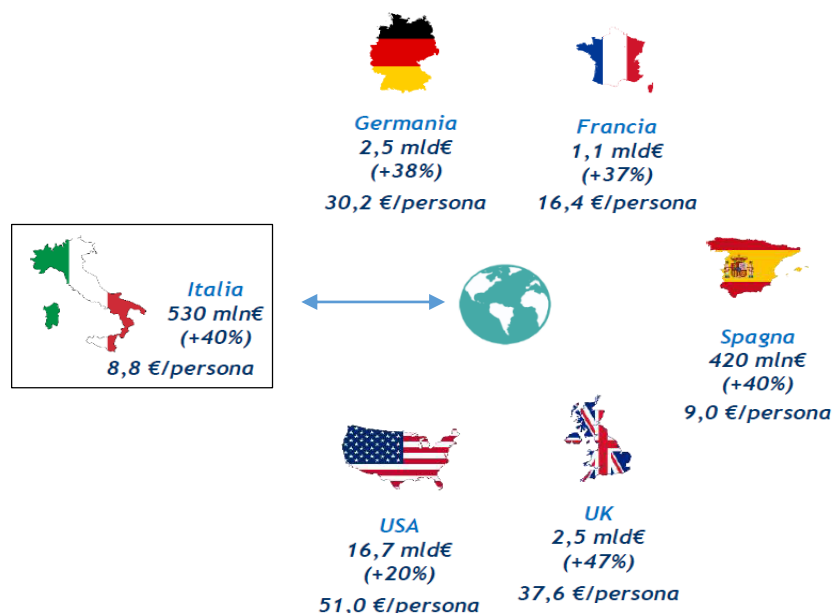 Germania
2,5 mld€
(+38%)
30,2 €/persona
Francia
1,1 mld€
(+37%)
16,4 €/persona
Italia
530 mln€
(+40%)
8,8 €/persona
Spagna
420 mln€
(+40%)
9,0 €/persona
USA
16,7 mld€
(+20%)
51,0 €/persona
UK
2,5 mld€
(+47%)
37,6 €/persona